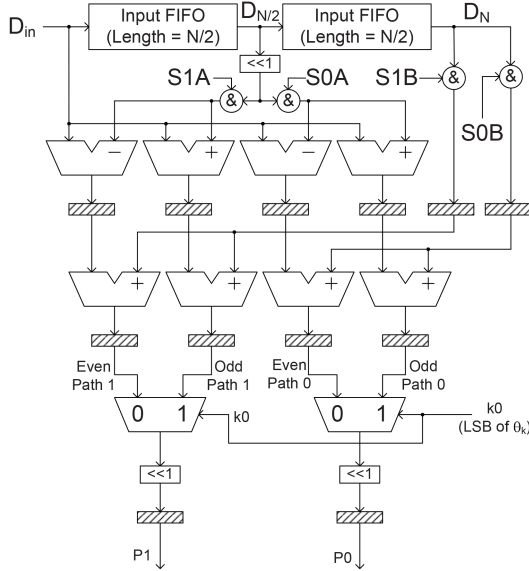 D_in
Input FIFO
(Length = N/2)
D_N/2
Input FIFO
(Length = N/2)
D_N
<<1
S1A
&
&
S0A
S1B
&
&
S0B
−
+
−
+
+
+
+
+
Even
Path 1
Odd
Path 1
Even
Path 0
Odd
Path 0
0 1
k0
0 1
k0
(LSB of θ_k)
<<1
<<1
P1
P0